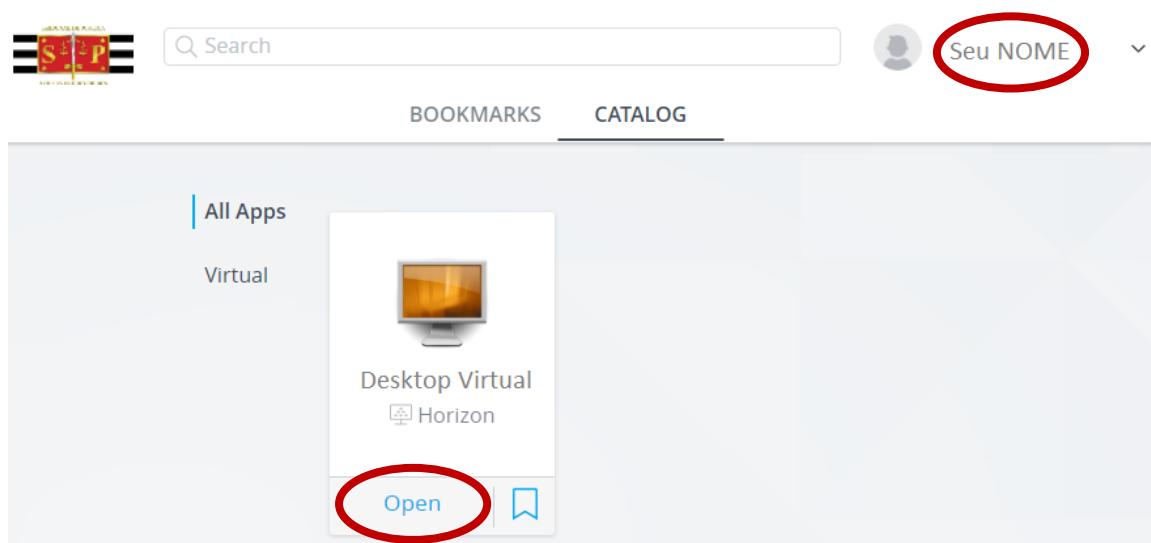 S P
Search
Seu NOME
BOOKMARKS CATALOG
All Apps
Virtual
Desktop Virtual
Horizon
Open